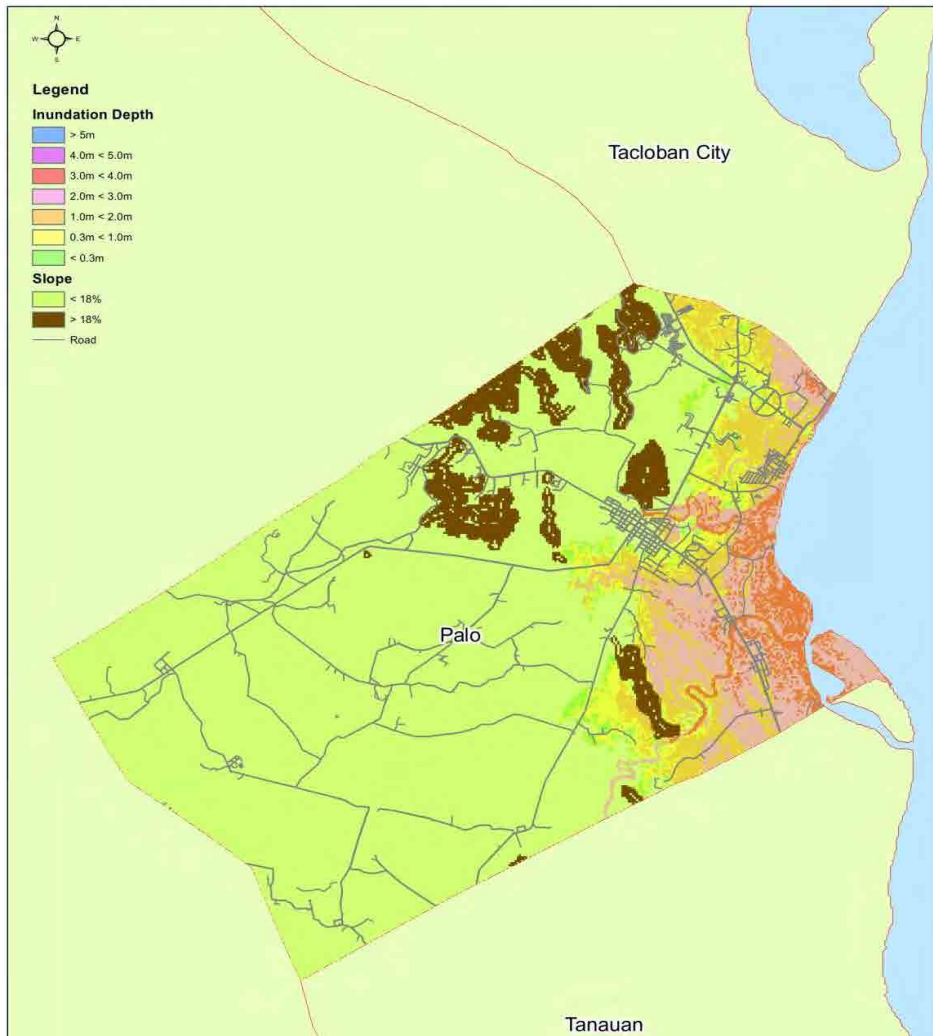 N
W E
S
Legend
Inundation Depth
> 5m
4.0m < 5.0m
3.0m < 4.0m
2.0m < 3.0m
1.0m < 2.0m
0.3m < 1.0m
< 0.3m
Slope
< 18%
> 18%
Road
Tacloban City
Palo
Tanauan